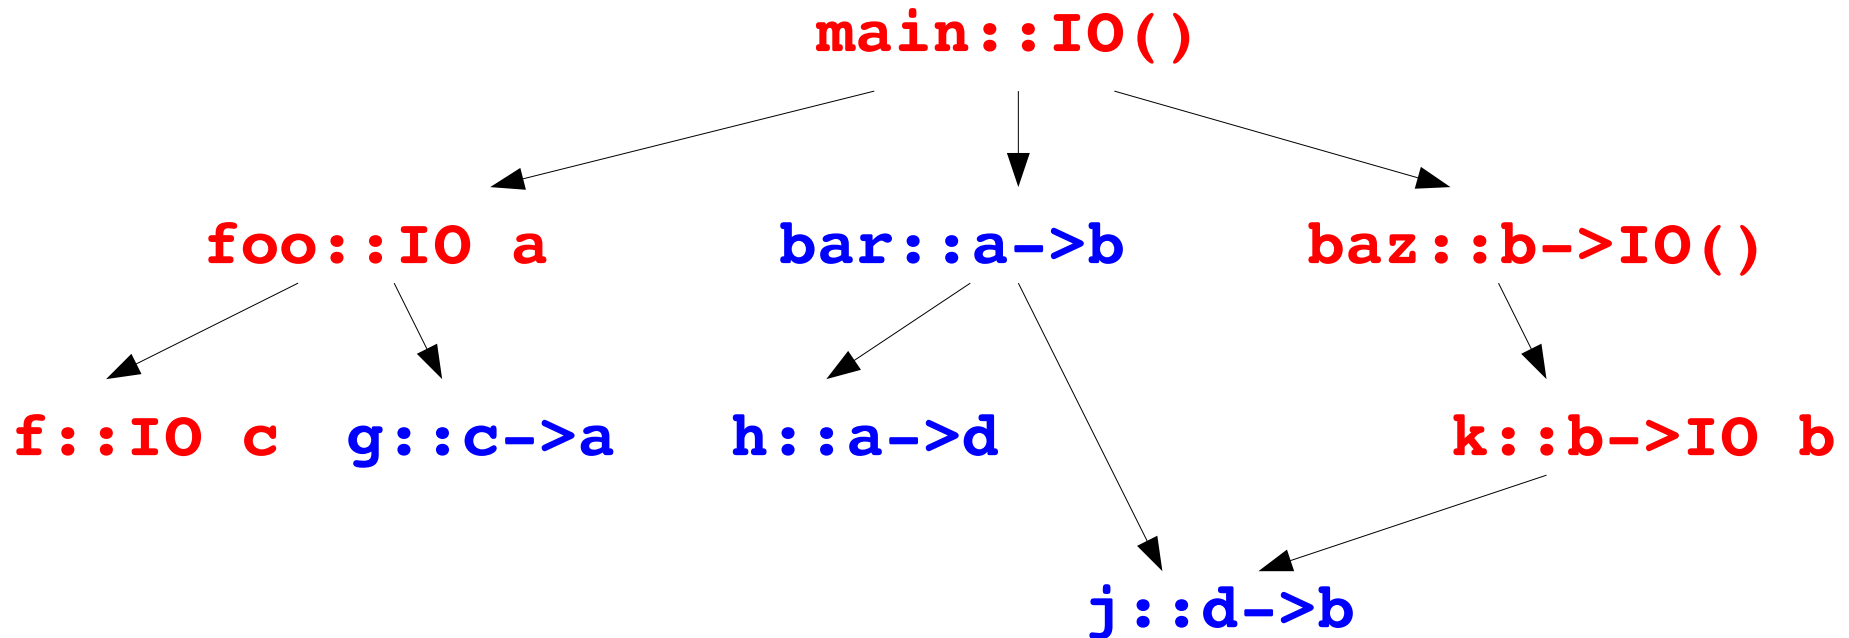 main::IO()
foo::IO a
bar::a->b
baz::b->IO()
f::IO c
g::c->a
h::a->d
k::b->IO b
j::d->b